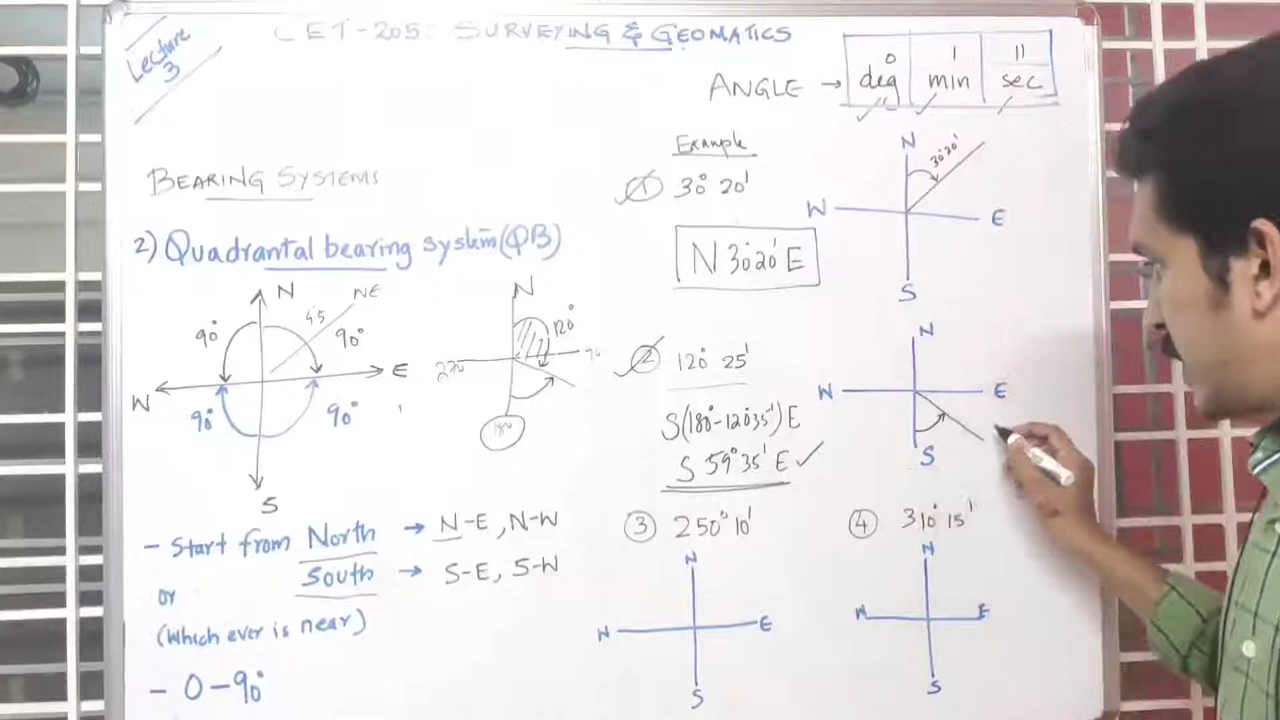 Lecture 3
CET-205: SURVEYING & GEOMATICS
ANGLE → ° deg ' min " sec
BEARING SYSTEMS
2) Quadrantal bearing system (QB)
N
NE
45
90°
90°
W
E
90°
90°
S
N
120°
270
90
180
- Start from North → N-E, N-W
or South → S-E, S-W
(Which ever is near)
- 0-90°
Example
1 30° 20'
N 30°20' E
N
30°20'
W
E
S
2 120° 25'
S(180°-120°35')E
S 59°35' E ✓
N
W
E
S
3 250° 10'
N
W
E
S
4 310° 15'
N
W
E
S